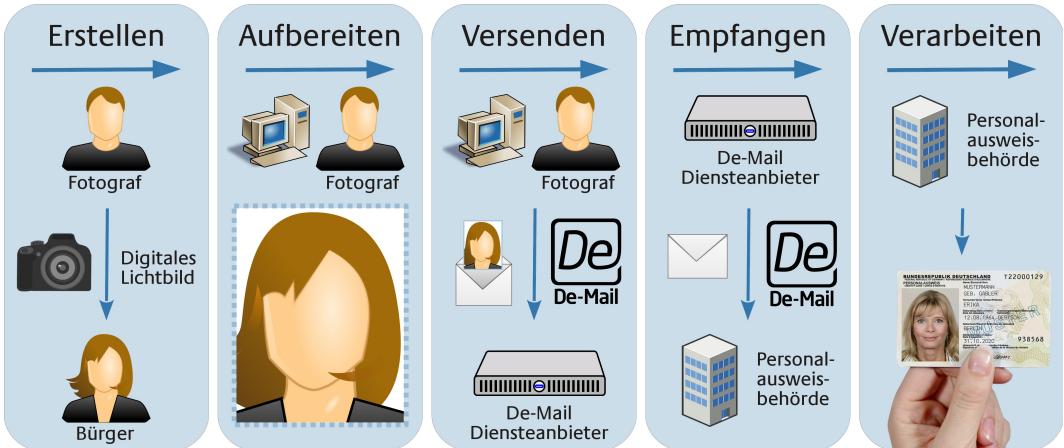 Erstellen
Fotograf
Digitales
Lichtbild
Bürger
Aufbereiten
Fotograf
Versenden
Fotograf
De
De-Mail
De-Mail
Diensteanbieter
Empfangen
De-Mail
Diensteanbieter
De
De-Mail
Personal-
ausweis-
behörde
Verarbeiten
Personal-
ausweis-
behörde
BUNDESREPUBLIK DEUTSCHLAND T22000129
PERSONALAUSWEIS
MUSTERMANN
GEB. GABLER
ERIKA
12.08.1964 DEUTSCH
BERLIN
31.10.2020 938568
MUSTER